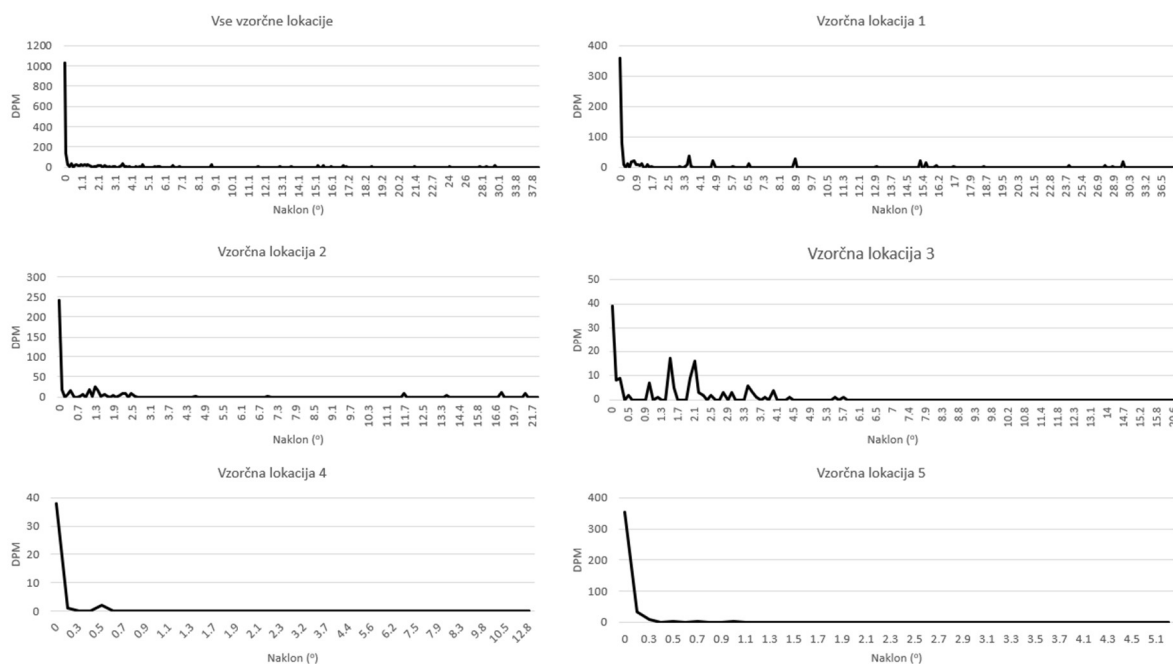 Vse vzorčne lokacije
1200
1000
800
600
400
200
0
DPM
0 1.1 2.1 3.1 4.1 5.1 6.1 7.1 8.1 9.1 10.1 11.1 12.1 13.1 14.1 15.1 16.1 17.2 18.2 19.2 20.2 21.4 22.7 24 26 28.1 30.1 33.8 37.8
Naklon (°)
Vzorčna lokacija 1
400
300
200
100
0
DPM
0 0.9 1.7 2.5 3.3 4.1 4.9 5.7 6.5 7.3 8.1 8.9 9.7 10.5 11.3 12.1 12.9 13.7 14.5 15.4 16.2 17 17.9 18.7 19.5 20.3 21.5 22.8 23.7 25.4 26.9 28.9 30.3 33.2 36.5
Naklon (°)
Vzorčna lokacija 2
300
250
200
150
100
50
0
DPM
0 0.7 1.3 1.9 2.5 3.1 3.7 4.3 4.9 5.5 6.1 6.7 7.3 7.9 8.5 9.1 9.7 10.3 11.1 11.7 12.5 13.3 14.4 15.8 16.6 19.7 21.7
Naklon (°)
Vzorčna lokacija 3
50
40
30
20
10
0
DPM
0 0.5 0.9 1.3 1.7 2.1 2.5 2.9 3.3 3.7 4.1 4.5 4.9 5.3 5.7 6.1 6.5 7 7.4 7.9 8.3 8.8 9.3 9.8 10.2 10.8 11.4 11.8 12.3 13.1 14 14.7 15.2 15.8 20.6
Naklon (°)
Vzorčna lokacija 4
40
30
20
10
0
DPM
0 0.3 0.5 0.7 0.9 1.1 1.3 1.7 1.9 2.1 2.3 3.2 3.7 4.4 5.6 6.2 7.5 7.9 8.3 9.8 10.5 12.8
Naklon (°)
Vzorčna lokacija 5
400
300
200
100
0
DPM
0 0.3 0.5 0.7 0.9 1.1 1.3 1.5 1.7 1.9 2.1 2.3 2.5 2.7 2.9 3.1 3.3 3.5 3.7 4.1 4.3 4.5 5.1
Naklon (°)